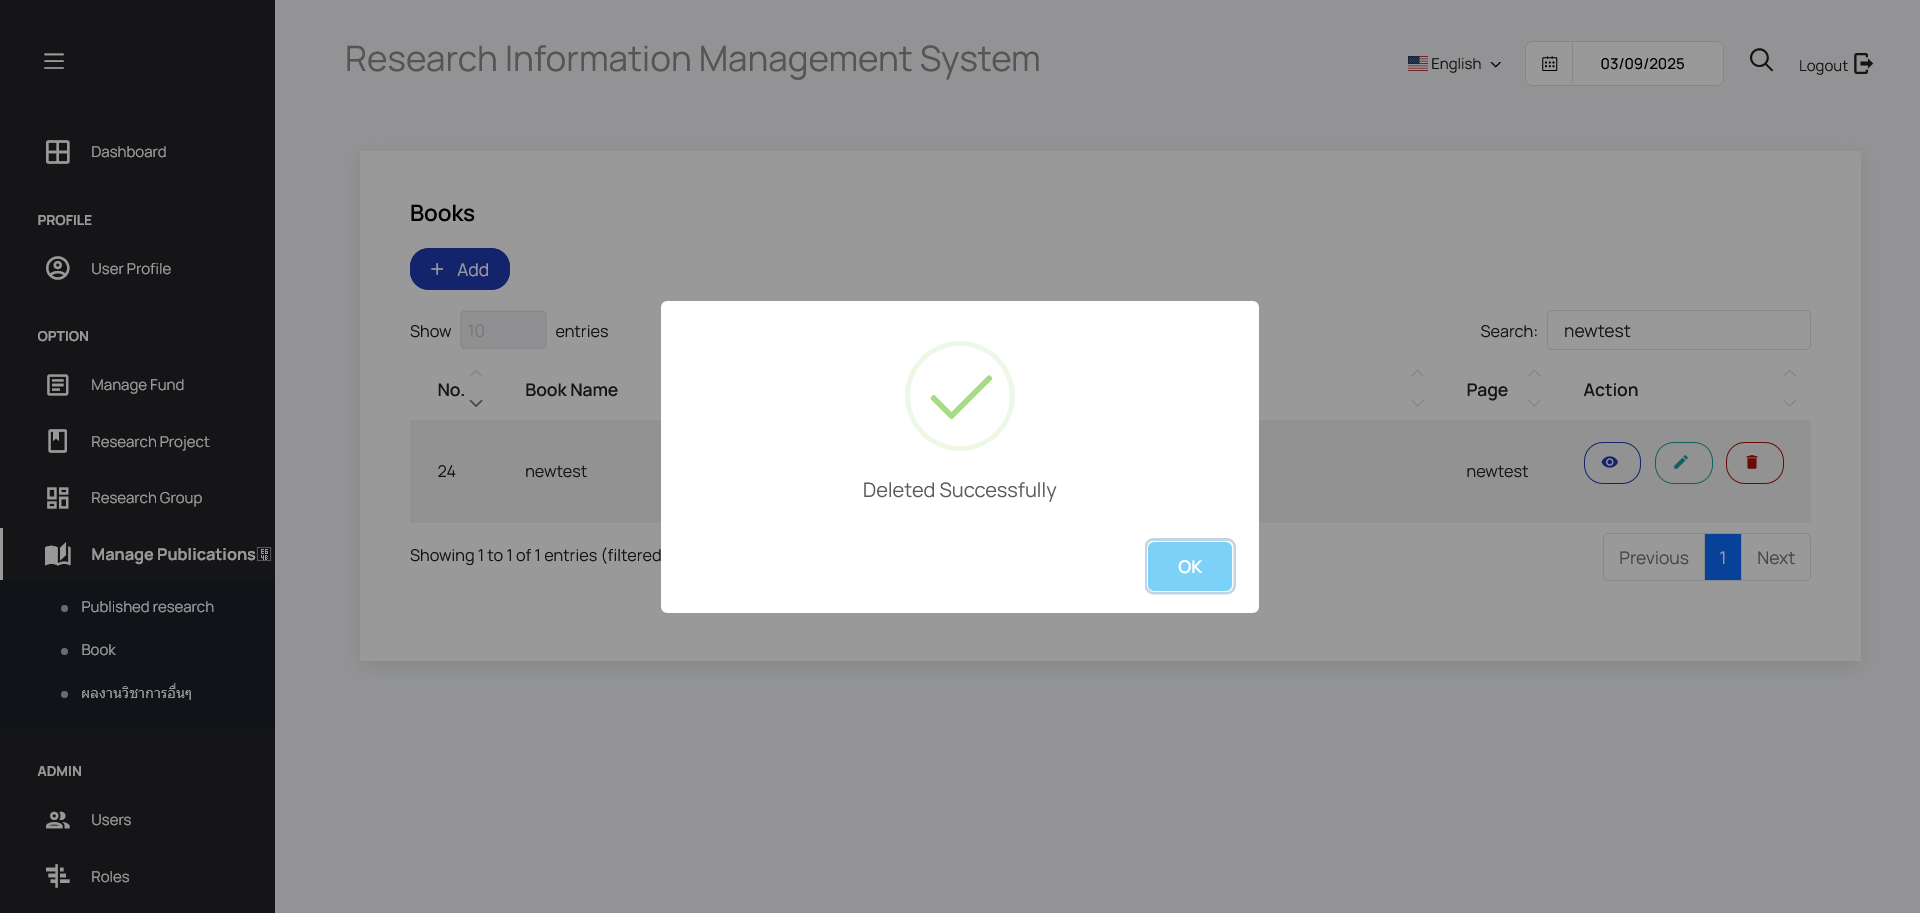 Research Information Management System
English
03/09/2025
Logout
Dashboard
PROFILE
User Profile
OPTION
Manage Fund
Research Project
Research Group
Manage Publications
Published research
Book
ผลงานวิชาการอื่นๆ
ADMIN
Users
Roles
Books
+ Add
Show 10 entries
Search: newtest
No. Book Name Page Action
24 newtest newtest
Showing 1 to 1 of 1 entries (filtered
Previous 1 Next
Deleted Successfully
OK